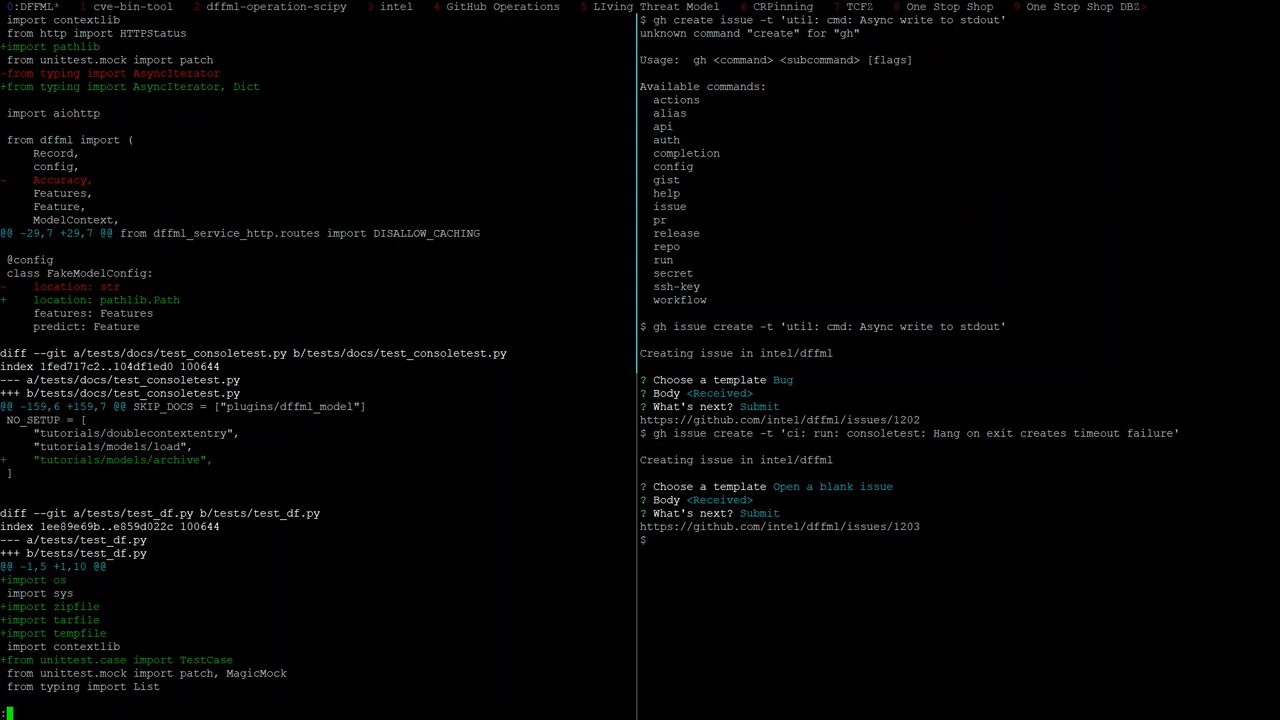 0:DFFML* 1 cve-bin-tool 2 dffml-operation-scipy 3 intel 4 GitHub Operations 5 LIving Threat Model 6 CRPinning 7 TCFZ 8 One Stop Shop 9 One Stop Shop DBZ>
import contextlib
from http import HTTPStatus
+import pathlib
from unittest.mock import patch
-from typing import AsyncIterator
+from typing import AsyncIterator, Dict
import aiohttp
from dffml import (
Record,
config,
-    Accuracy,
Features,
Feature,
ModelContext,
@@ -29,7 +29,7 @@ from dffml_service_http.routes import DISALLOW_CACHING
@config
class FakeModelConfig:
-    location: str
+    location: pathlib.Path
features: Features
predict: Feature
diff --git a/tests/docs/test_consoletest.py b/tests/docs/test_consoletest.py
index 1fed717c2..104df1ed0 100644
--- a/tests/docs/test_consoletest.py
+++ b/tests/docs/test_consoletest.py
@@ -159,6 +159,7 @@ SKIP_DOCS = ["plugins/dffml_model"]
NO_SETUP = [
"tutorials/doublecontextentry",
"tutorials/models/load",
+    "tutorials/models/archive",
]
diff --git a/tests/test_df.py b/tests/test_df.py
index 1ee89e69b..e859d022c 100644
--- a/tests/test_df.py
+++ b/tests/test_df.py
@@ -1,5 +1,10 @@
+import os
import sys
+import zipfile
+import tarfile
+import tempfile
import contextlib
+from unittest.case import TestCase
from unittest.mock import patch, MagicMock
from typing import List
:
$ gh create issue -t 'util: cmd: Async write to stdout'
unknown command "create" for "gh"
Usage:  gh <command> <subcommand> [flags]
Available commands:
actions
alias
api
auth
completion
config
gist
help
issue
pr
release
repo
run
secret
ssh-key
workflow
$ gh issue create -t 'util: cmd: Async write to stdout'
Creating issue in intel/dffml
? Choose a template Bug
? Body <Received>
? What's next? Submit
https://github.com/intel/dffml/issues/1202
$ gh issue create -t 'ci: run: consoletest: Hang on exit creates timeout failure'
Creating issue in intel/dffml
? Choose a template Open a blank issue
? Body <Received>
? What's next? Submit
https://github.com/intel/dffml/issues/1203
$